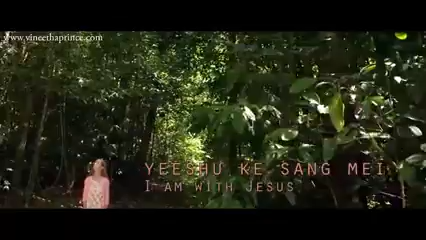 www.vineethaprince.com
YEESHU KE SANG MEI
I AM WITH JESUS